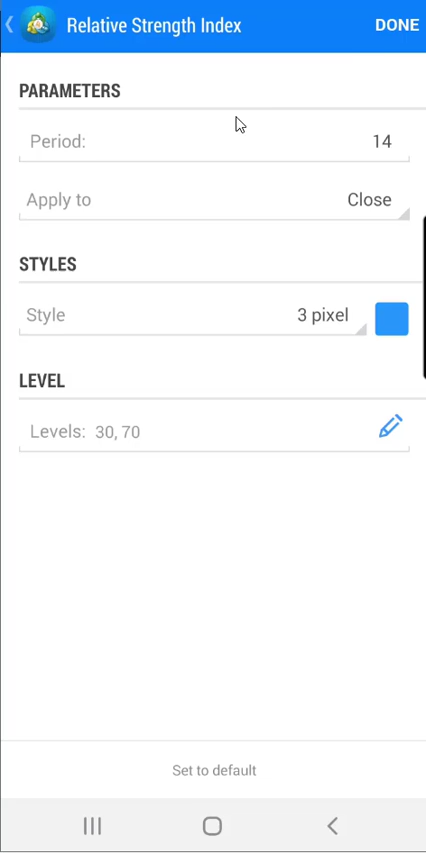 Relative Strength Index DONE
PARAMETERS
Period: 14
Apply to Close
STYLES
Style 3 pixel
LEVEL
Levels: 30, 70
Set to default